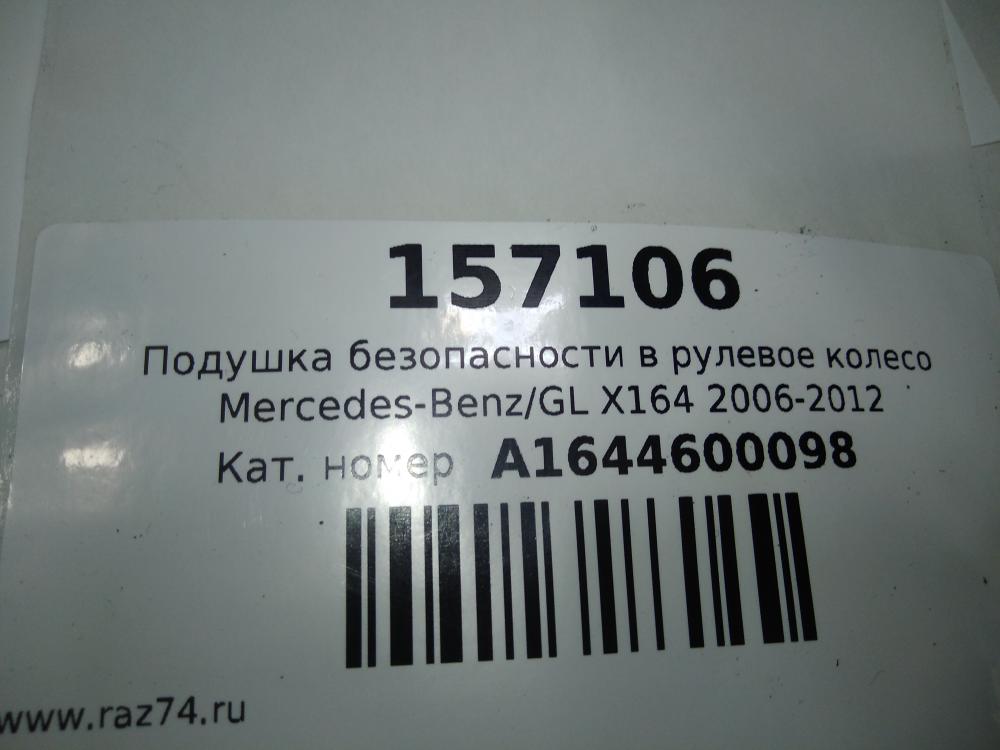 157106
Подушка безопасности в рулевое колесо
Mercedes-Benz/GL X164 2006-2012
Кат. номер A1644600098
www.raz74.ru